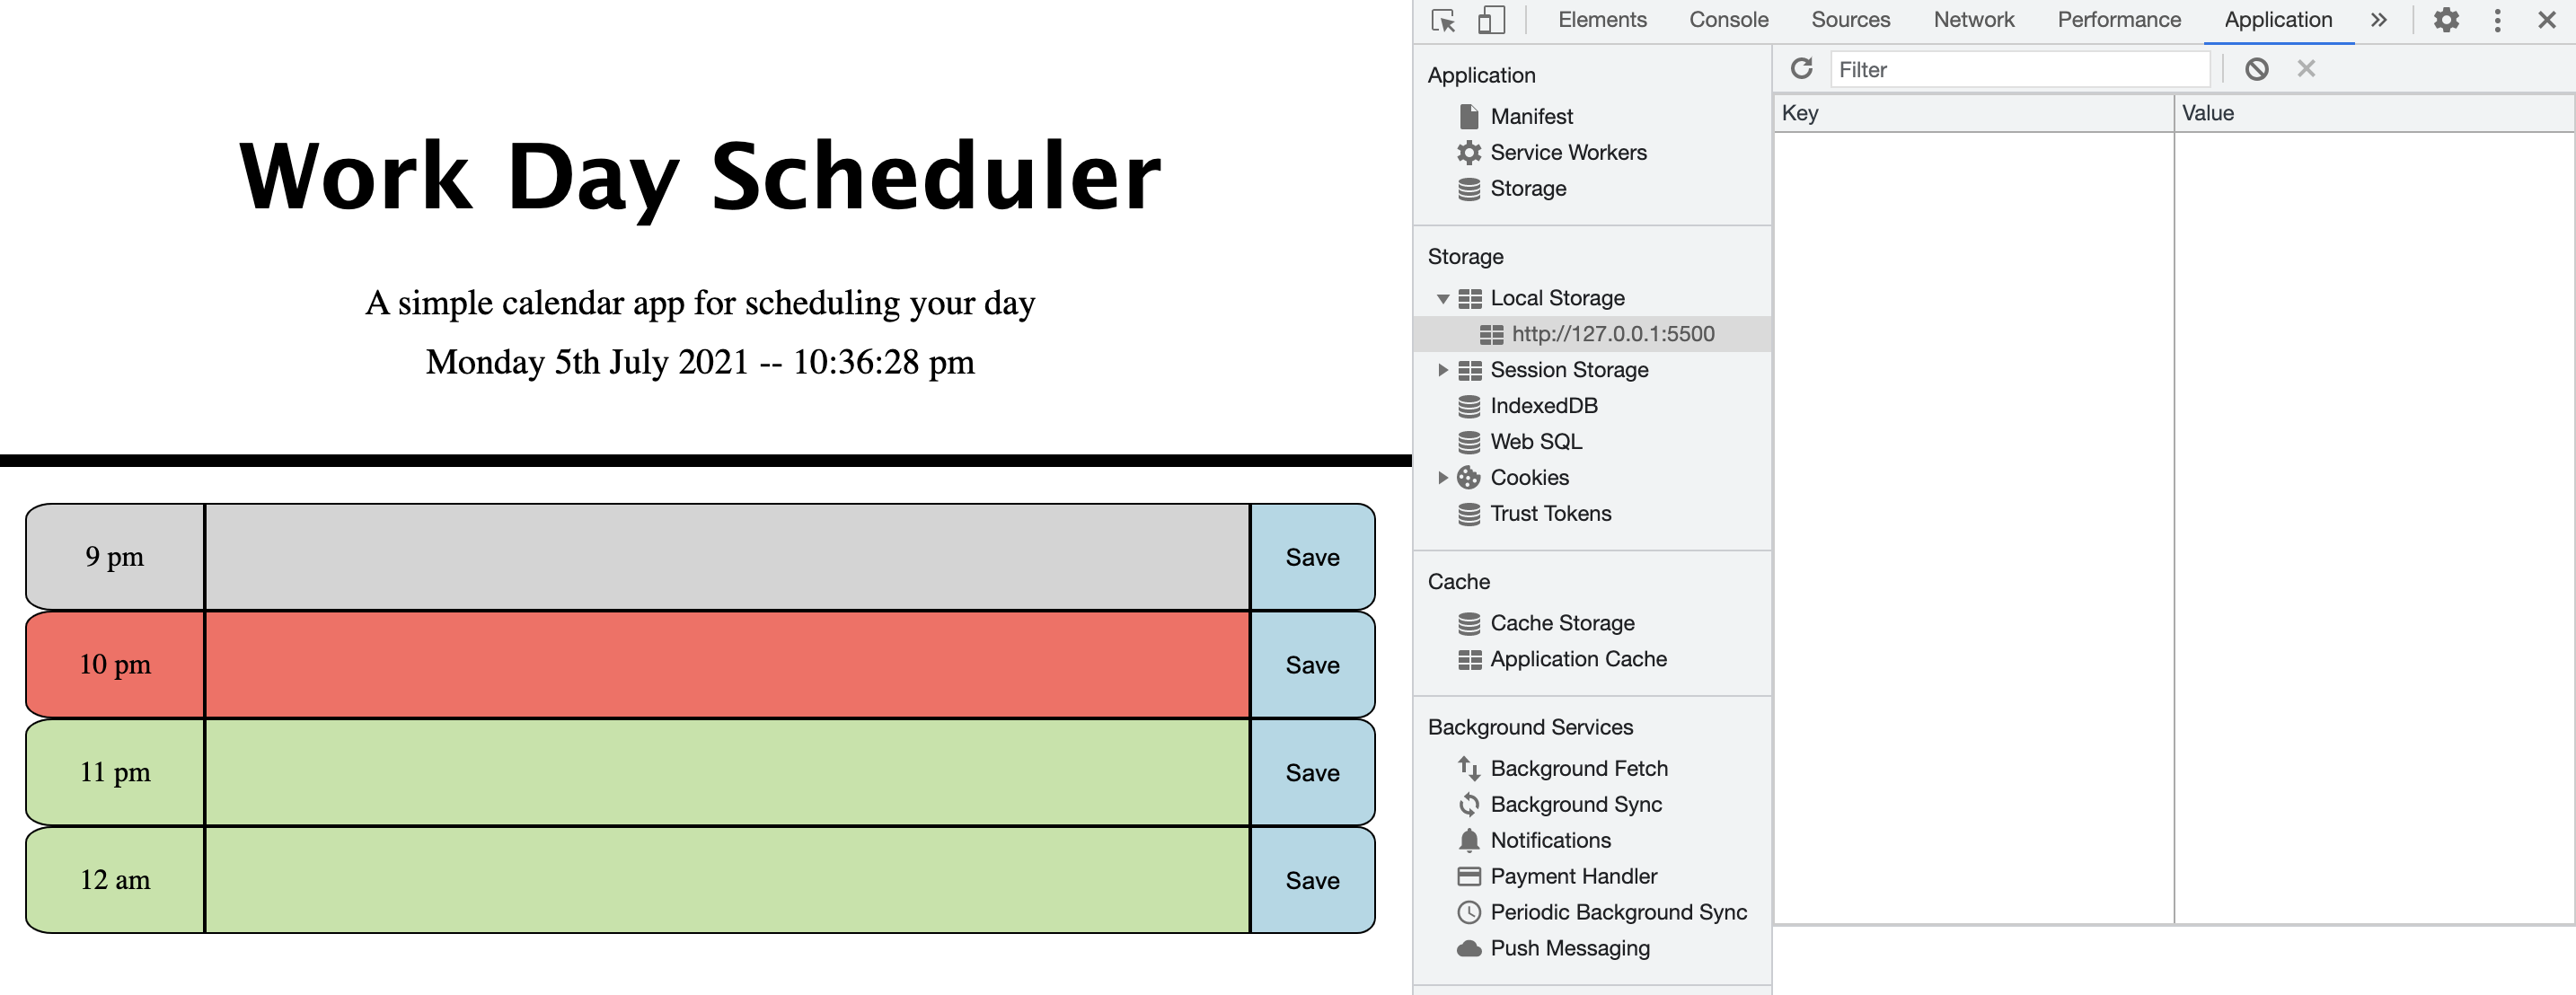 Work Day Scheduler
A simple calendar app for scheduling your day
Monday 5th July 2021 -- 10:36:28 pm
9 pm
Save
10 pm
Save
11 pm
Save
12 am
Save
Elements Console Sources Network Performance Application
Application
Manifest
Service Workers
Storage
Storage
Local Storage
http://127.0.0.1:5500
Session Storage
IndexedDB
Web SQL
Cookies
Trust Tokens
Cache
Cache Storage
Application Cache
Background Services
Background Fetch
Background Sync
Notifications
Payment Handler
Periodic Background Sync
Push Messaging
Filter
Key Value